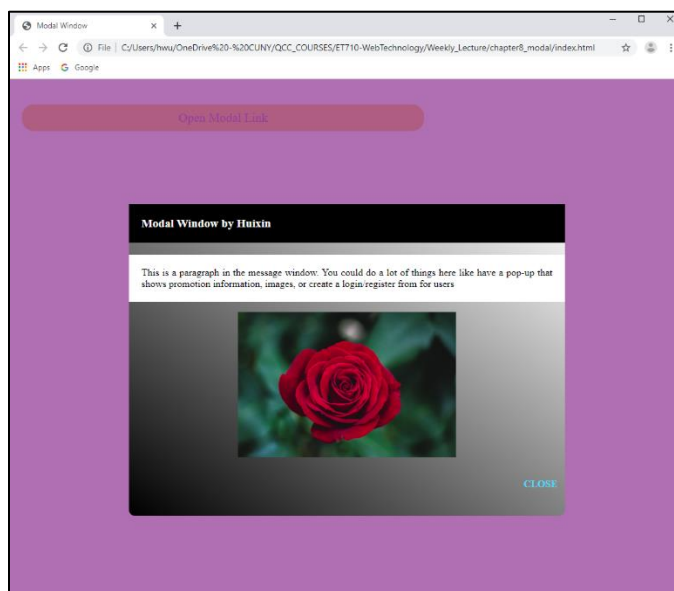 Modal Window
File | C:/Users/hwu/OneDrive%20-%20CUNY/QCC_COURSES/ET710-WebTechnology/Weekly_Lecture/chapter8_modal/index.html
Apps Google
Open Modal Link
Modal Window by Huixin
This is a paragraph in the message window. You could do a lot of things here like have a pop-up that
shows promotion information, images, or create a login/register from for users
CLOSE